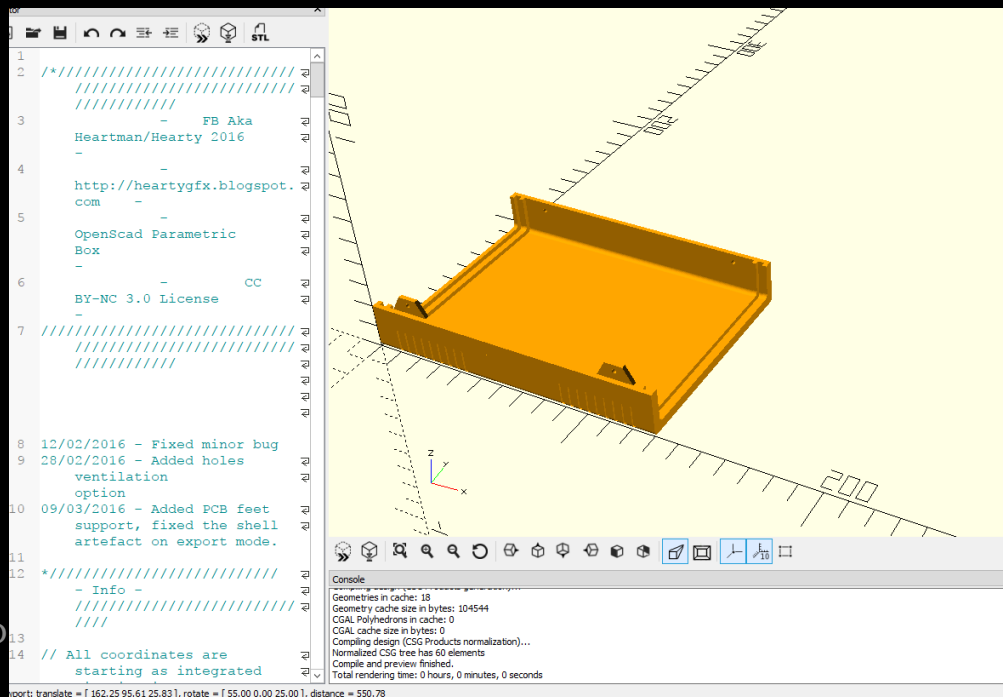 STL
1
2 /*/////////////////////////////
/////////////////////////////
////////////
3 - FB Aka
Heartman/Hearty 2016
-
4 -
http://heartygfx.blogspot.
com -
5 -
OpenScad Parametric
Box
-
6 - CC
BY-NC 3.0 License
-
7 //////////////////////////////
//////////////////////////
////////////
8 12/02/2016 - Fixed minor bug
9 28/02/2016 - Added holes
ventilation
option
10 09/03/2016 - Added PCB feet
support, fixed the shell
artefact on export mode.
11
12 *///////////////////////////
- Info -
//////////////////////////
////
13
14 // All coordinates are
starting as integrated
200
z
y
x
10
Console
Geometries in cache: 18
Geometry cache size in bytes: 104544
CGAL Polyhedrons in cache: 0
CGAL cache size in bytes: 0
Compiling design (CSG Products normalization)...
Normalized CSG tree has 60 elements
Compile and preview finished.
Total rendering time: 0 hours, 0 minutes, 0 seconds
translate = [ 162.25 95.61 25.83 ], rotate = [ 55.00 0.00 25.00 ], distance = 550.78